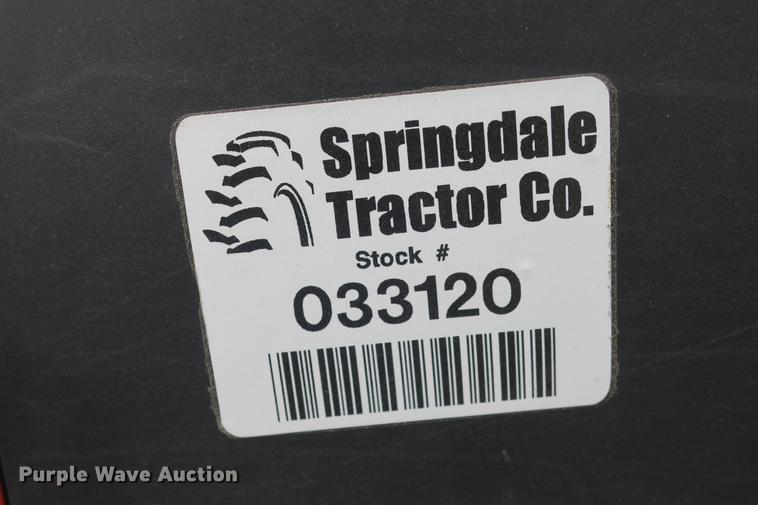 Springdale
Tractor Co.
Stock #
033120
Purple Wave Auction